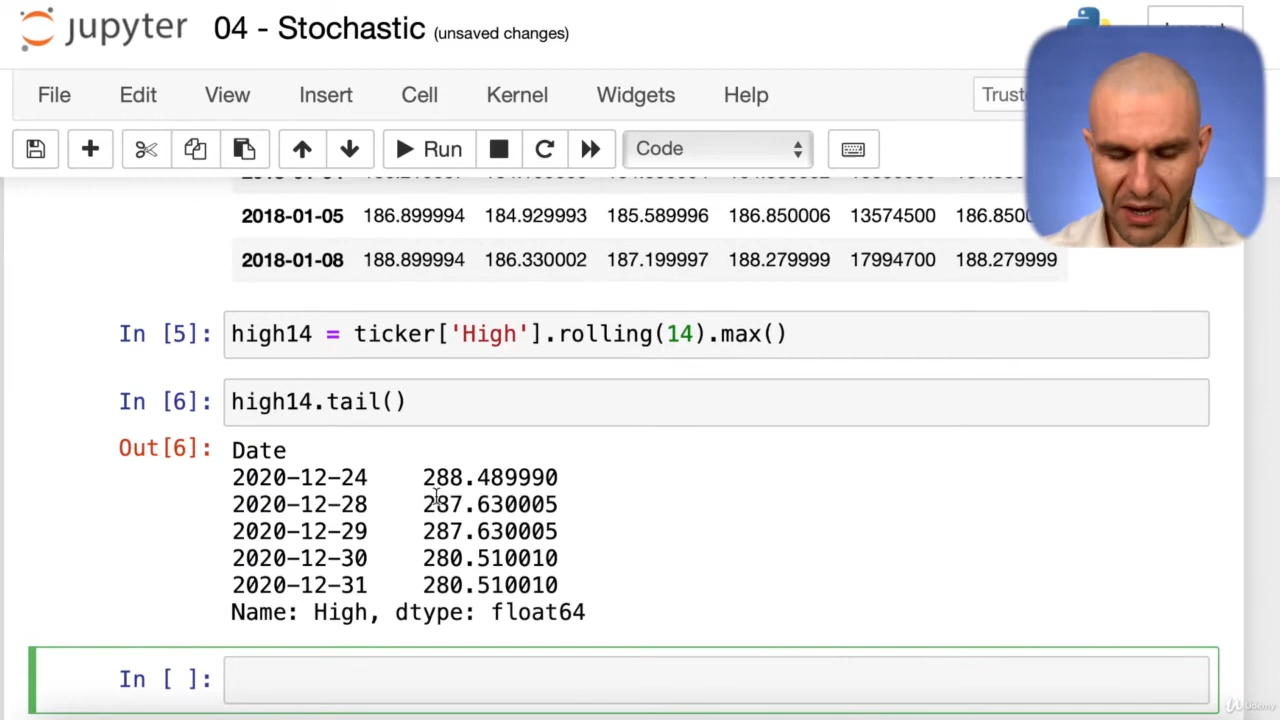 jupyter 04 - Stochastic (unsaved changes)
File Edit View Insert Cell Kernel Widgets Help
Run Code
2018-01-05 186.899994 184.929993 185.589996 186.850006 13574500
2018-01-08 188.899994 186.330002 187.199997 188.279999 17994700 188.279999
In [5]: high14 = ticker['High'].rolling(14).max()
In [6]: high14.tail()
Out[6]: Date
2020-12-24 288.489990
2020-12-28 287.630005
2020-12-29 287.630005
2020-12-30 280.510010
2020-12-31 280.510010
Name: High, dtype: float64
In [ ]:
Udemy